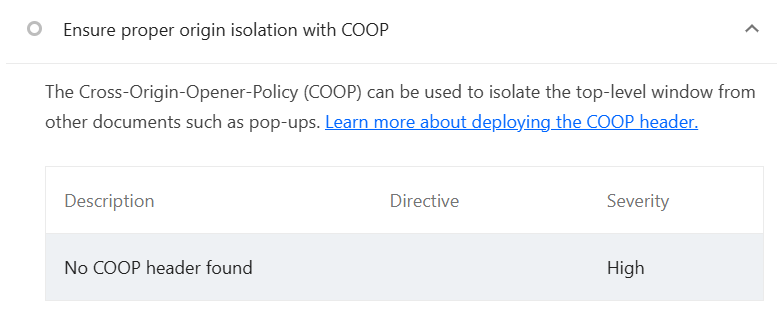 Ensure proper origin isolation with COOP
The Cross-Origin-Opener-Policy (COOP) can be used to isolate the top-level window from
other documents such as pop-ups. Learn more about deploying the COOP header.
Description Directive Severity
No COOP header found High